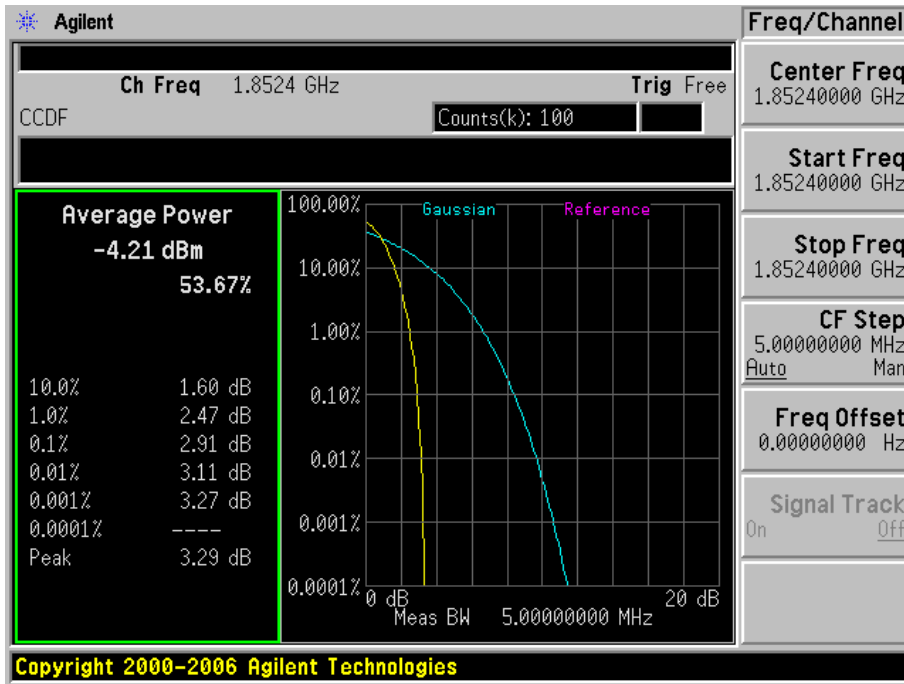 Agilent
Freq/Channel
Ch Freq 1.8524 GHz Trig Free
CCDF Counts(k): 100
Average Power
-4.21 dBm
53.67%
10.0% 1.60 dB
1.0% 2.47 dB
0.1% 2.91 dB
0.01% 3.11 dB
0.001% 3.27 dB
0.0001% ----
Peak 3.29 dB
Gaussian Reference
100.00%
10.00%
1.00%
0.10%
0.01%
0.001%
0.0001%
0 dB 20 dB
Meas BW 5.00000000 MHz
Center Freq
1.85240000 GHz
Start Freq
1.85240000 GHz
Stop Freq
1.85240000 GHz
CF Step
5.00000000 MHz
Auto Man
Freq Offset
0.00000000 Hz
Signal Track
On Off
Copyright 2000-2006 Agilent Technologies